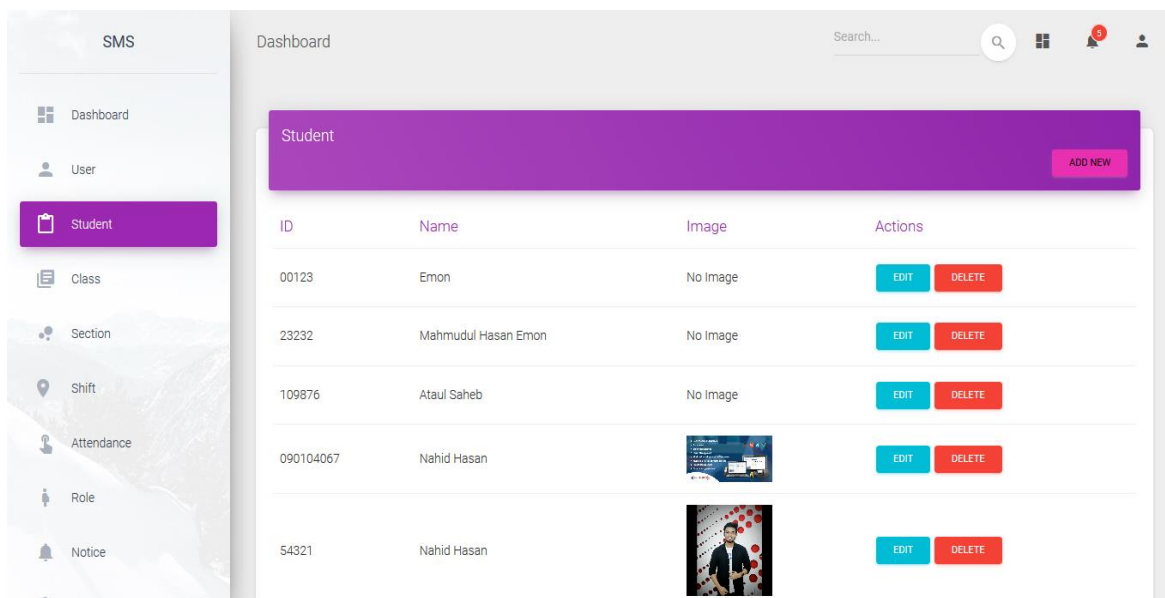 SMS
Dashboard
Search...
5
Dashboard
User
Student
Class
Section
Shift
Attendance
Role
Notice
Student
ADD NEW
ID Name Image Actions
00123 Emon No Image EDIT DELETE
23232 Mahmudul Hasan Emon No Image EDIT DELETE
109876 Ataul Saheb No Image EDIT DELETE
090104067 Nahid Hasan EDIT DELETE
54321 Nahid Hasan EDIT DELETE